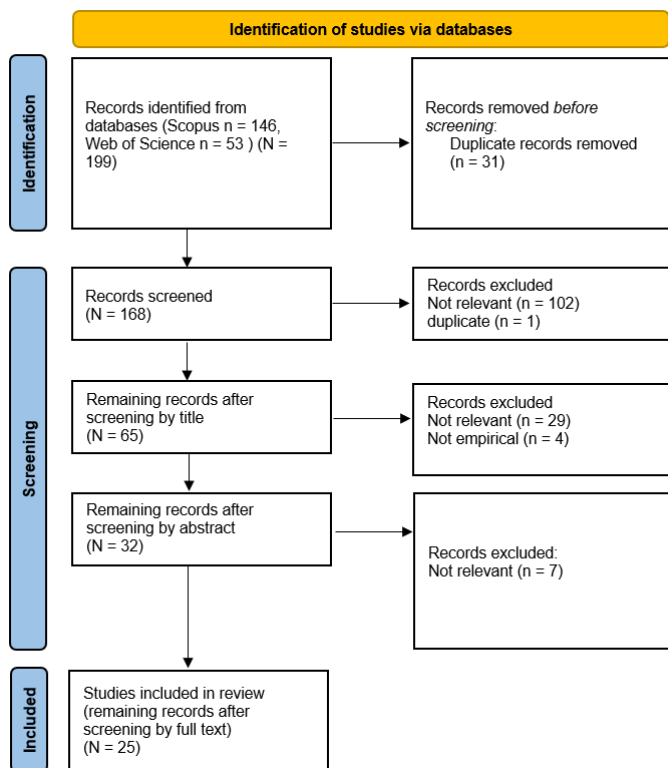 Identification of studies via databases
Identification
Records identified from
databases (Scopus n = 146,
Web of Science n = 53 ) (N =
199)
Records removed before
screening:
Duplicate records removed
(n = 31)
Screening
Records screened
(N = 168)
Records excluded
Not relevant (n = 102)
duplicate (n = 1)
Remaining records after
screening by title
(N = 65)
Records excluded
Not relevant (n = 29)
Not empirical (n = 4)
Remaining records after
screening by abstract
(N = 32)
Records excluded:
Not relevant (n = 7)
Included
Studies included in review
(remaining records after
screening by full text)
(N = 25)